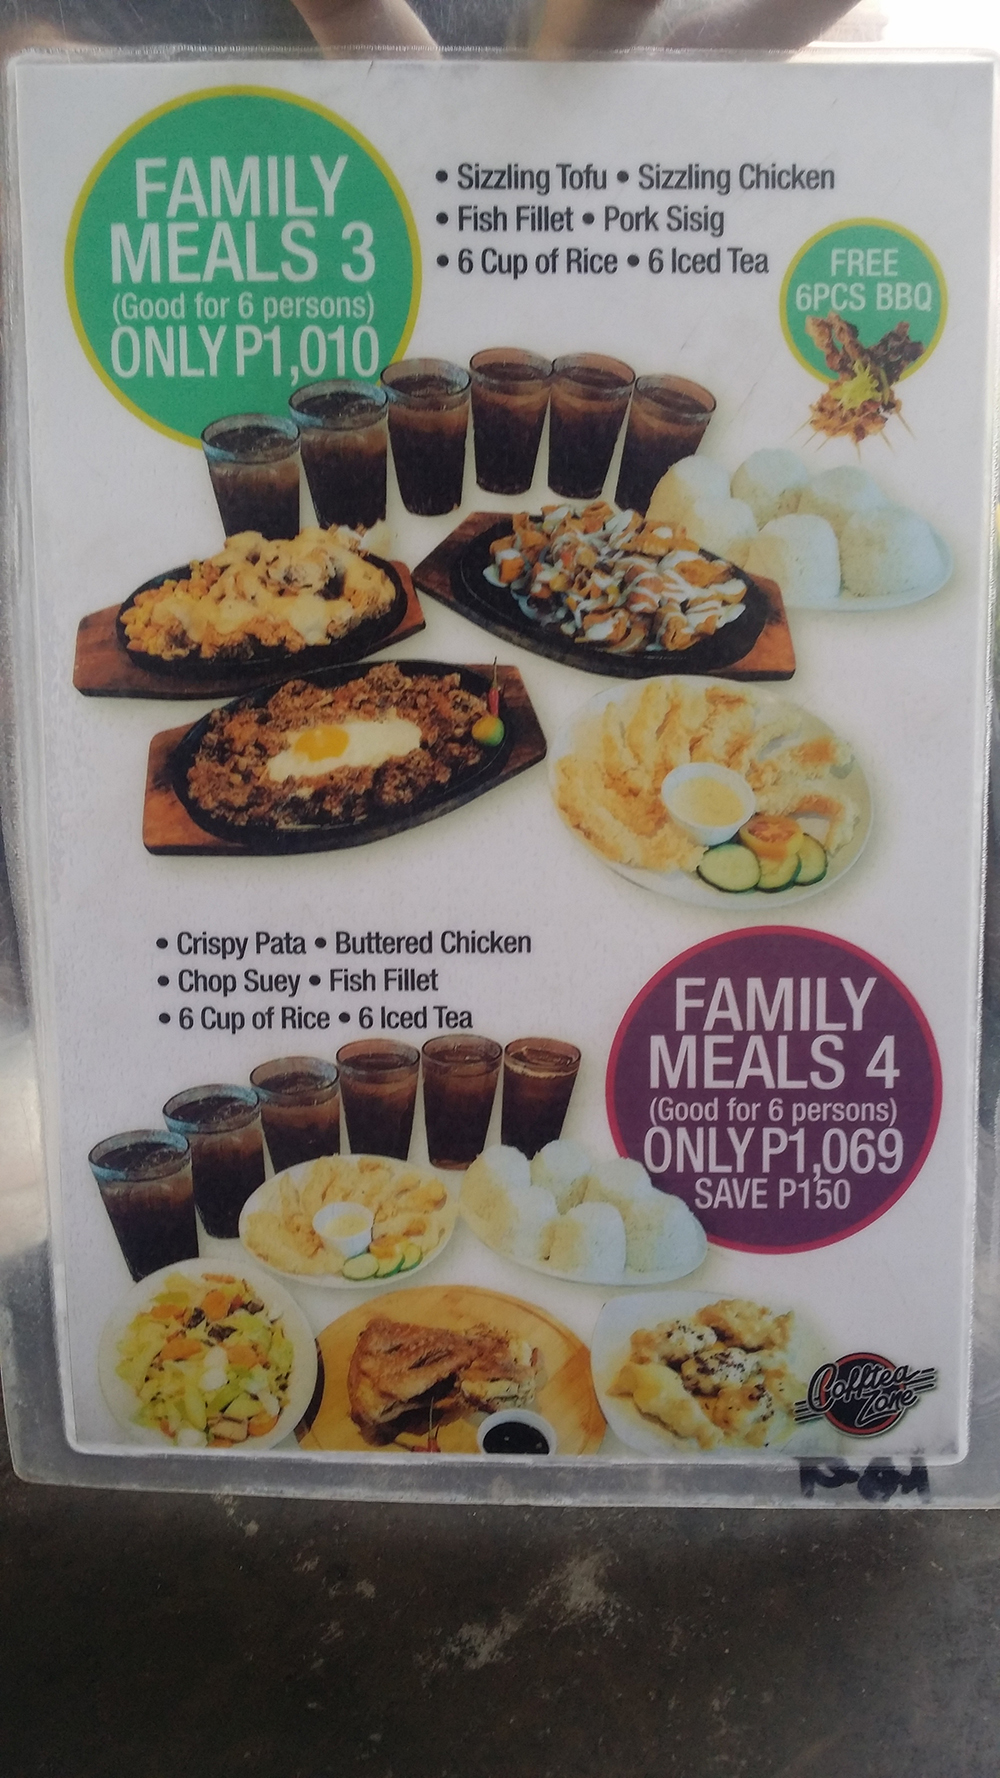 FAMILY
MEALS 3
(Good for 6 persons)
ONLY P1,010
• Sizzling Tofu • Sizzling Chicken
• Fish Fillet • Pork Sisig
• 6 Cup of Rice • 6 Iced Tea
FREE
6PCS BBQ
• Crispy Pata • Buttered Chicken
• Chop Suey • Fish Fillet
• 6 Cup of Rice • 6 Iced Tea
FAMILY
MEALS 4
(Good for 6 persons)
ONLY P1,069
SAVE P150
Cofftea
Zone